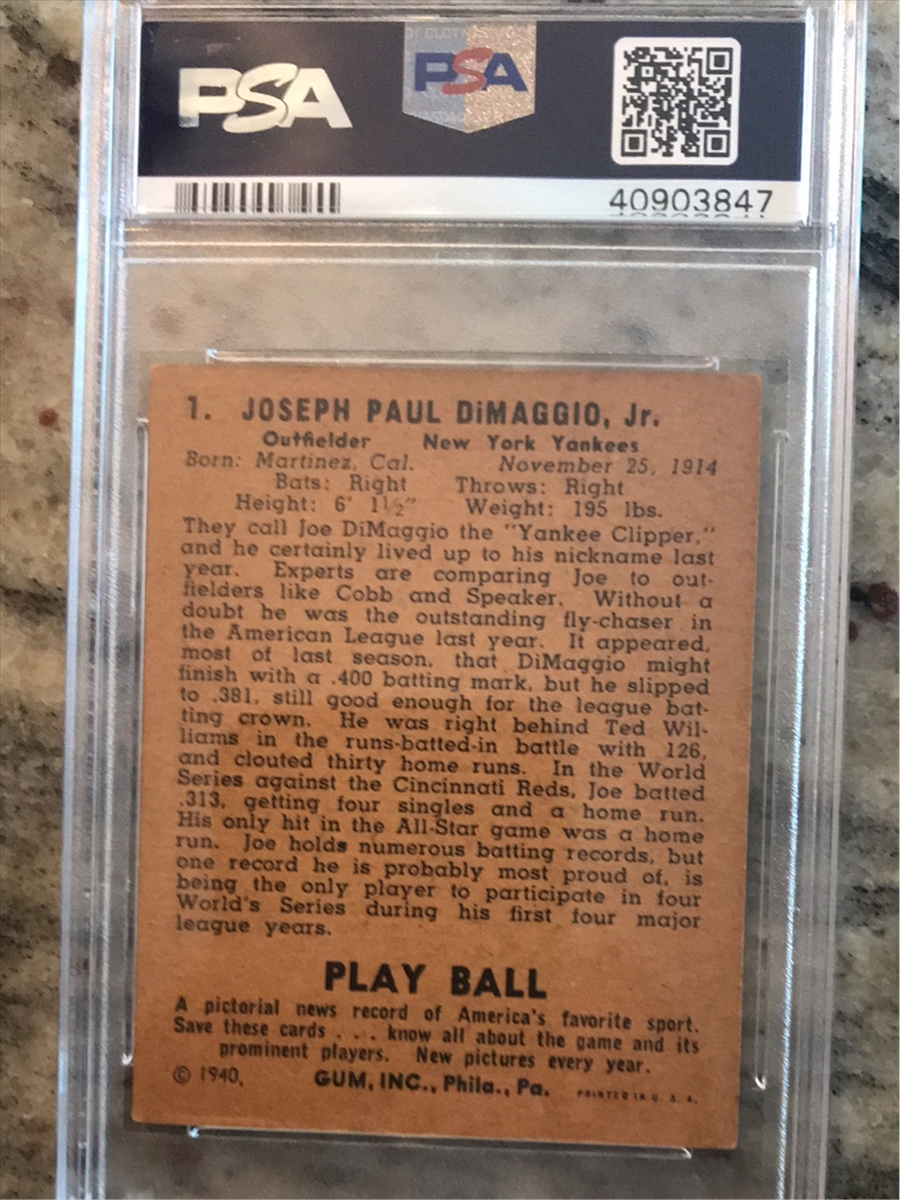 PSA
PSA
40903847
1. JOSEPH PAUL DiMAGGIO, Jr.
Outfielder New York Yankees
Born: Martinez, Cal. November 25, 1914
Bats: Right Throws: Right
Height: 6' 1½" Weight: 195 lbs.
They call Joe DiMaggio the "Yankee Clipper,"
and he certainly lived up to his nickname last
year. Experts are comparing Joe to out-
fielders like Cobb and Speaker. Without a
doubt he was the outstanding fly-chaser in
the American League last year. It appeared,
most of last season, that DiMaggio might
finish with a .400 batting mark, but he slipped
to .381, still good enough for the league bat-
ting crown. He was right behind Ted Wil-
liams in the runs-batted-in battle with 126,
and clouted thirty home runs. In the World
Series against the Cincinnati Reds, Joe batted
.313, getting four singles and a home run.
His only hit in the All-Star game was a home
run. Joe holds numerous batting records, but
one record he is probably most proud of, is
being the only player to participate in four
World's Series during his first four major
league years.
PLAY BALL
A pictorial news record of America's favorite sport.
Save these cards . . . know all about the game and its
prominent players. New pictures every year.
© 1940, GUM, INC., Phila., Pa. PRINTED IN U. S. A.